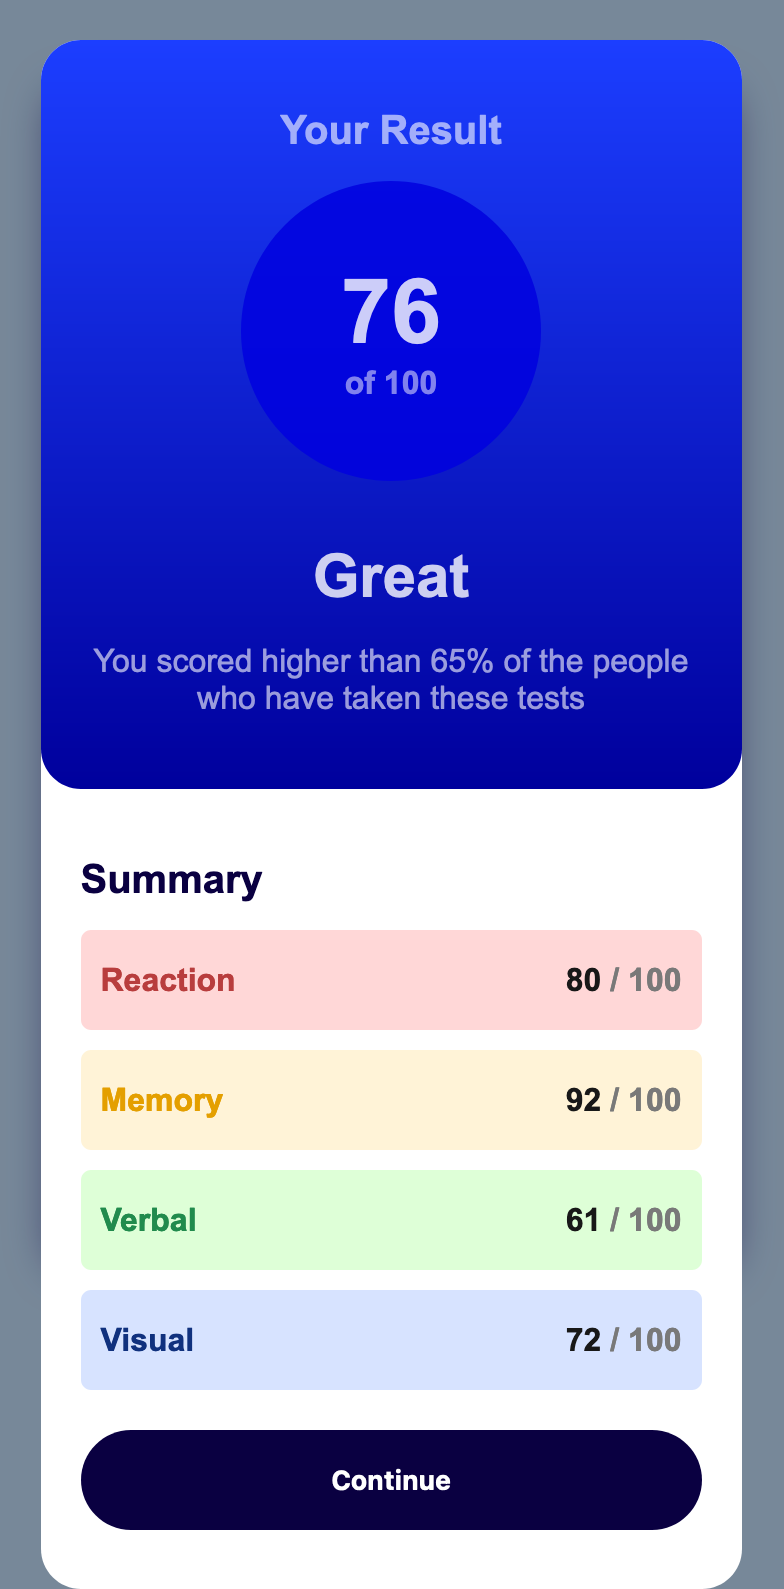 Your Result
76
of 100
Great
You scored higher than 65% of the people
who have taken these tests
Summary
Reaction 80 / 100
Memory 92 / 100
Verbal 61 / 100
Visual 72 / 100
Continue